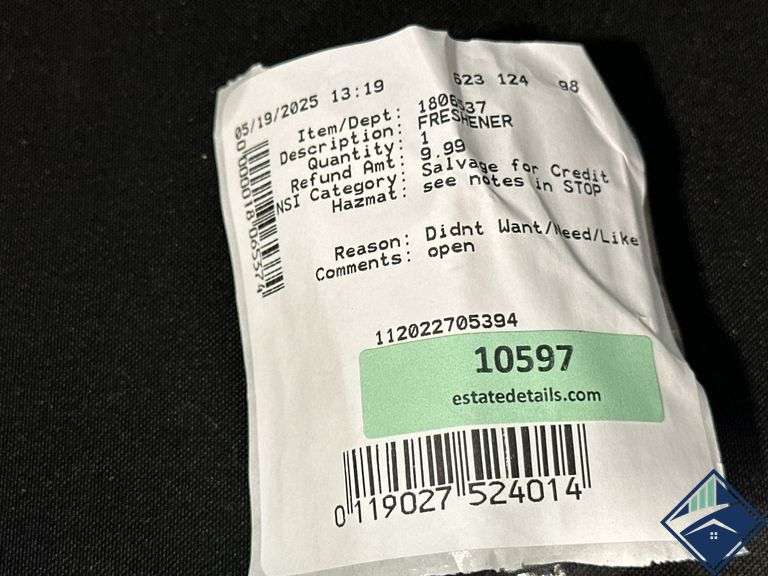 05/19/2025 13:19 623 124 98
Item/Dept: 1806537
Description: FRESHENER
Quantity: 1
Refund Amt: 9.99
NSI Category: Salvage for Credit
Hazmat: see notes in STOP
Reason: Didnt Want/Need/Like
Comments: open
112022705394
10597
estatedetails.com
0 119027 524014